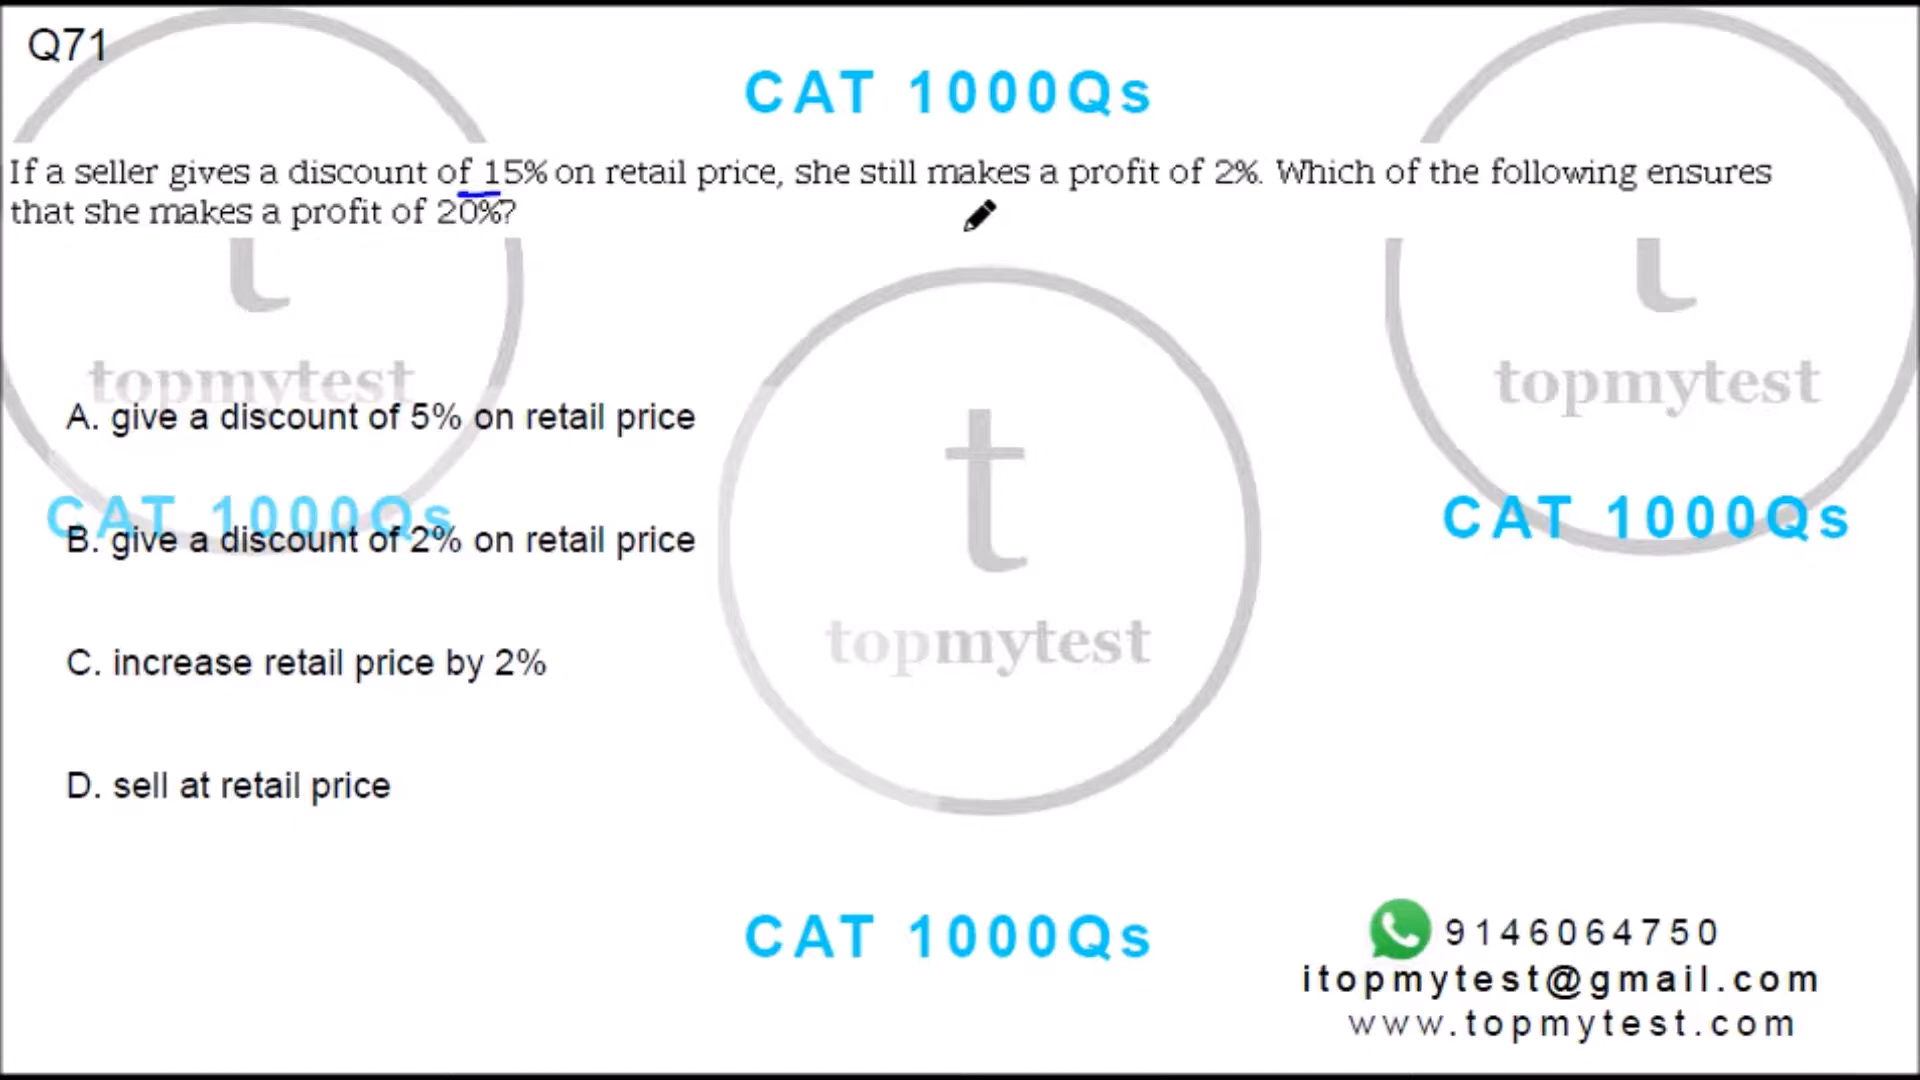 Q71
CAT 1000Qs
If a seller gives a discount of 15% on retail price, she still makes a profit of 2%. Which of the following ensures
that she makes a profit of 20%?
t
t
topmytest
topmytest
A. give a discount of 5% on retail price
t
CAT 1000Qs
CAT 1000Qs
B. give a discount of 2% on retail price
topmytest
C. increase retail price by 2%
D. sell at retail price
CAT 1000Qs
9146064750
itopmytest@gmail.com
www.topmytest.com